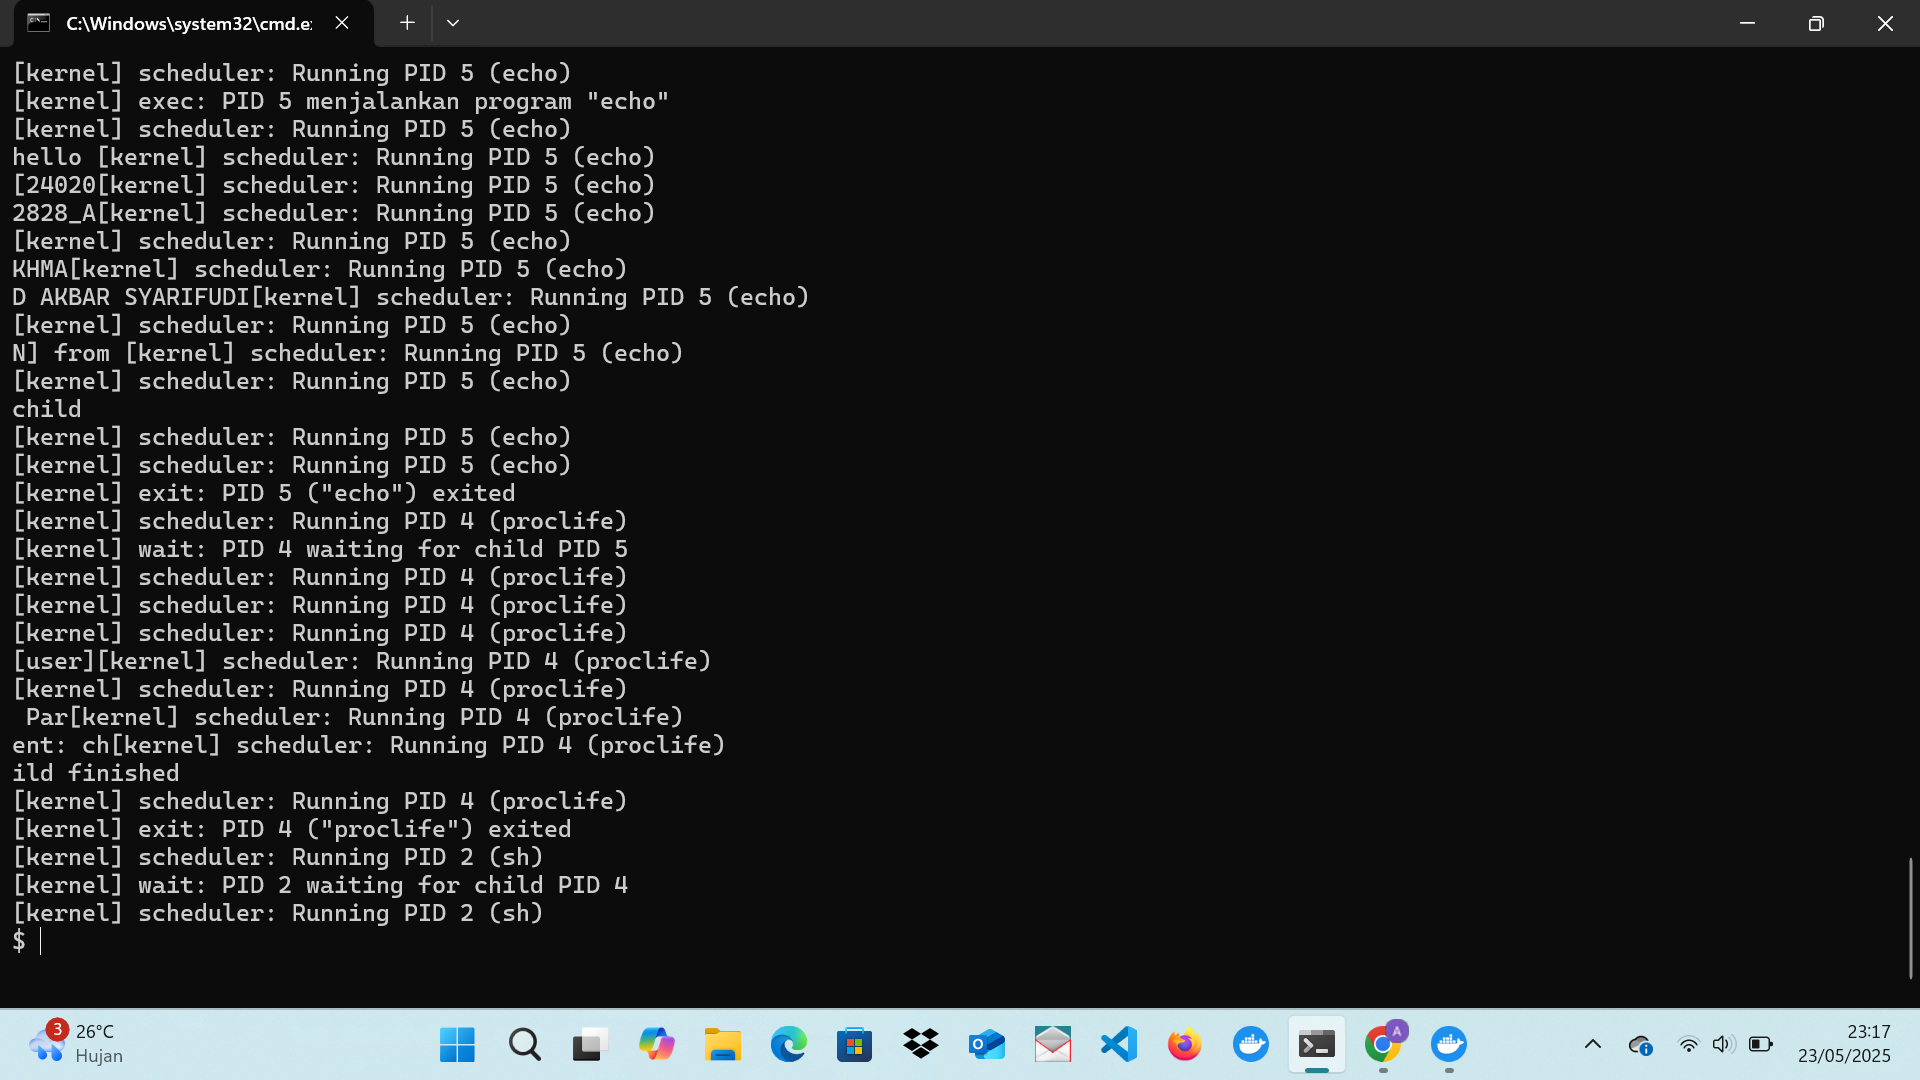 C:\Windows\system32\cmd.e
[kernel] scheduler: Running PID 5 (echo)
[kernel] exec: PID 5 menjalankan program "echo"
[kernel] scheduler: Running PID 5 (echo)
hello [kernel] scheduler: Running PID 5 (echo)
[24020[kernel] scheduler: Running PID 5 (echo)
2828_A[kernel] scheduler: Running PID 5 (echo)
[kernel] scheduler: Running PID 5 (echo)
KHMA[kernel] scheduler: Running PID 5 (echo)
D AKBAR SYARIFUDI[kernel] scheduler: Running PID 5 (echo)
[kernel] scheduler: Running PID 5 (echo)
N] from [kernel] scheduler: Running PID 5 (echo)
[kernel] scheduler: Running PID 5 (echo)
child
[kernel] scheduler: Running PID 5 (echo)
[kernel] scheduler: Running PID 5 (echo)
[kernel] exit: PID 5 ("echo") exited
[kernel] scheduler: Running PID 4 (proclife)
[kernel] wait: PID 4 waiting for child PID 5
[kernel] scheduler: Running PID 4 (proclife)
[kernel] scheduler: Running PID 4 (proclife)
[kernel] scheduler: Running PID 4 (proclife)
[user][kernel] scheduler: Running PID 4 (proclife)
[kernel] scheduler: Running PID 4 (proclife)
 Par[kernel] scheduler: Running PID 4 (proclife)
ent: ch[kernel] scheduler: Running PID 4 (proclife)
ild finished
[kernel] scheduler: Running PID 4 (proclife)
[kernel] exit: PID 4 ("proclife") exited
[kernel] scheduler: Running PID 2 (sh)
[kernel] wait: PID 2 waiting for child PID 4
[kernel] scheduler: Running PID 2 (sh)
$
3
26°C
Hujan
A
23:17
23/05/2025